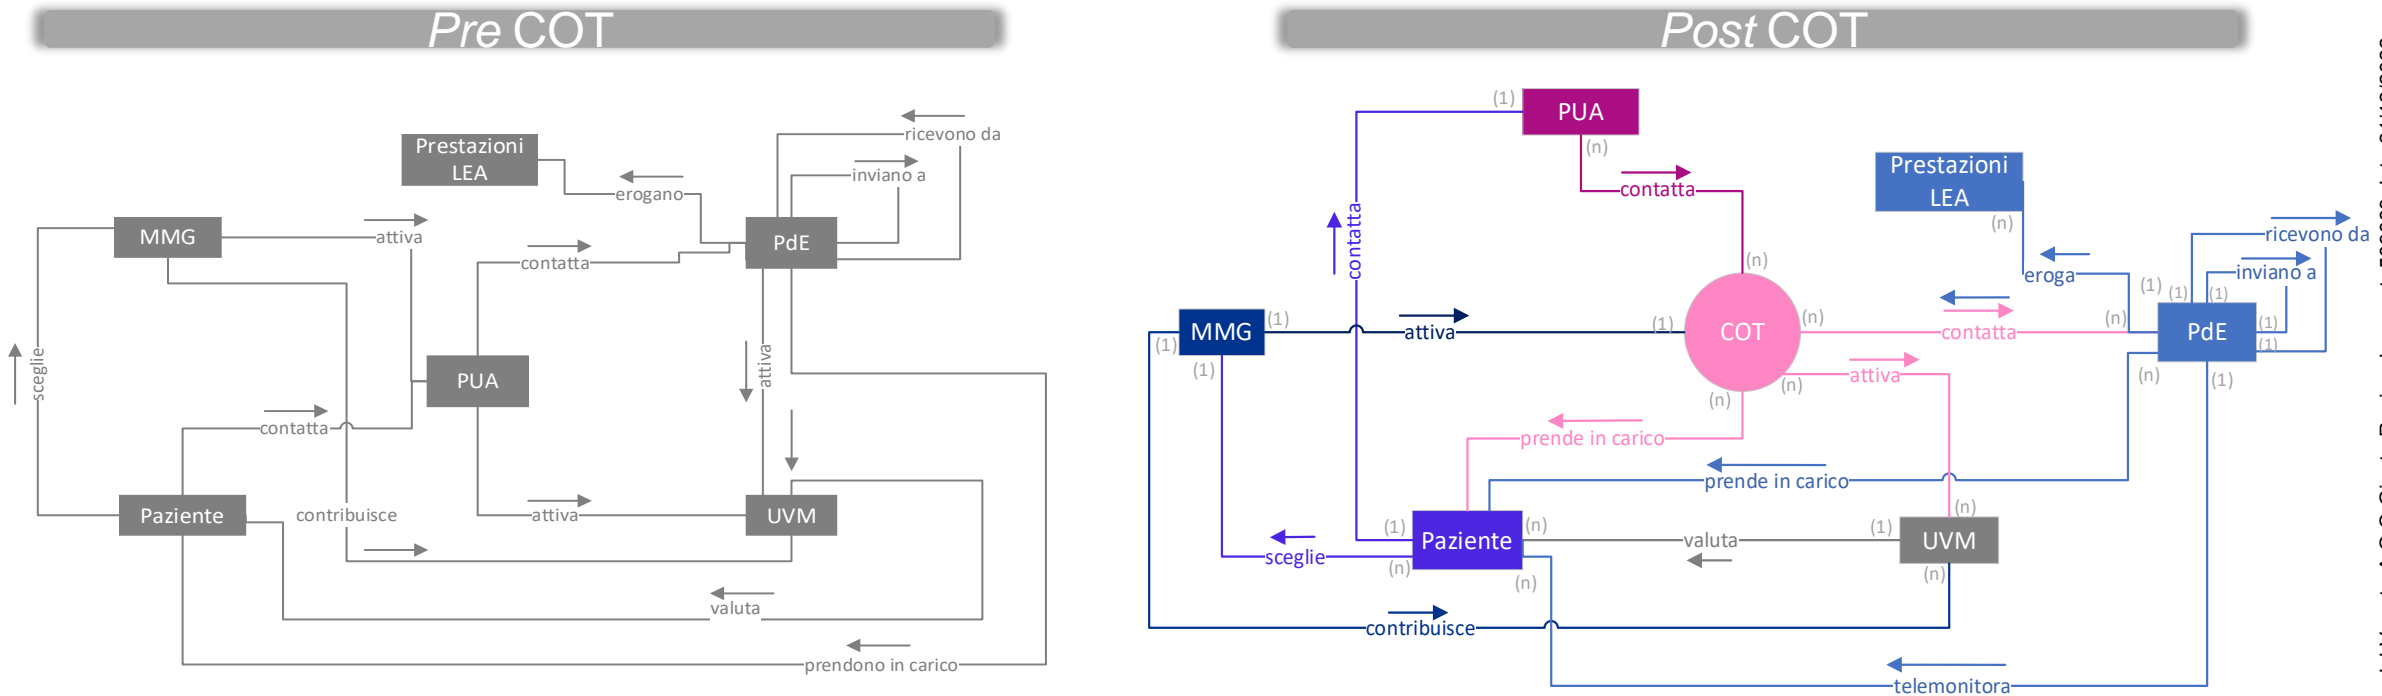 Pre COT
Prestazioni
LEA
ricevono da
inviano a
erogano
MMG
attiva
PdE
contatta
sceglie
attiva
PUA
contatta
Paziente
contribuisce
attiva
UVM
valuta
prendono in carico
Post COT
(1)
PUA
(n)
contatta
Prestazioni
LEA
(n)
contatta
ricevono da
(n)
inviano a
eroga
(1)
(1)
(1)
MMG
(1)
attiva
(1)
COT
(n)
contatta
(n)
PdE
(1)
(1)
(1)
(1)
attiva
(n)
(n)
(n)
(1)
prende in carico
prende in carico
(n)
(1)
Paziente
(n)
valuta
(1)
UVM
sceglie
(n)
(n)
(n)
contribuisce
telemonitora